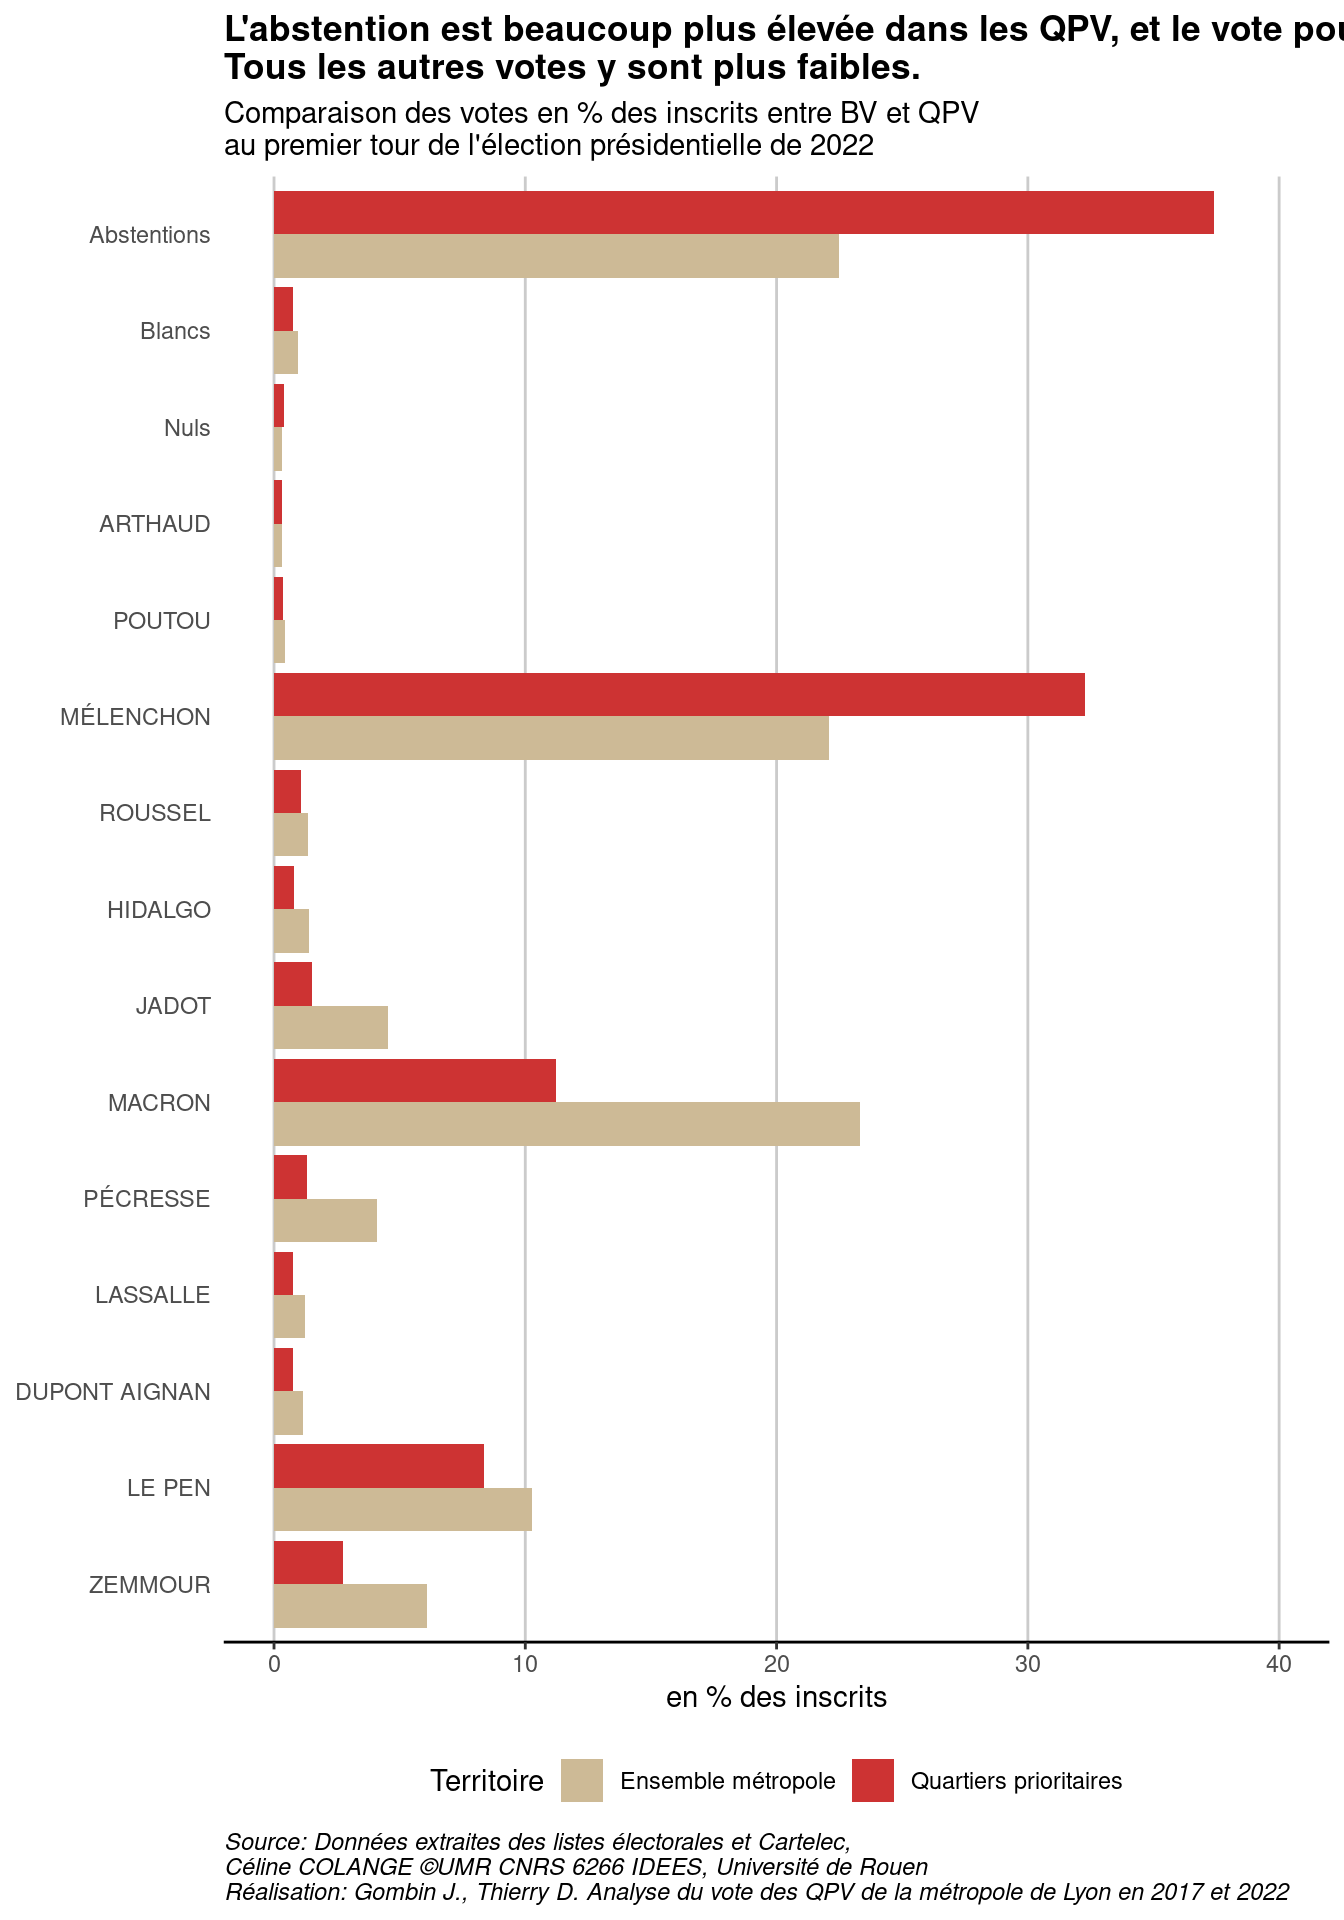 L'abstention est beaucoup plus élevée dans les QPV, et le vote
Tous les autres votes y sont plus faibles.
Comparaison des votes en % des inscrits entre BV et QPV
au premier tour de l'élection présidentielle de 2022
Abstentions
Blancs
Nuls
ARTHAUD
POUTOU
MÉLENCHON
ROUSSEL
HIDALGO
JADOT
MACRON
PÉCRESSE
LASSALLE
DUPONT AIGNAN
LE PEN
ZEMMOUR
0 10 20 30 40
en % des inscrits
Territoire Ensemble métropole Quartiers prioritaires
Source: Données extraites des listes électorales et Cartelec,
Céline COLANGE ©UMR CNRS 6266 IDEES, Université de Rouen
Réalisation: Gombin J., Thierry D. Analyse du vote des QPV de la métropole de Lyon en 2017 et 2022